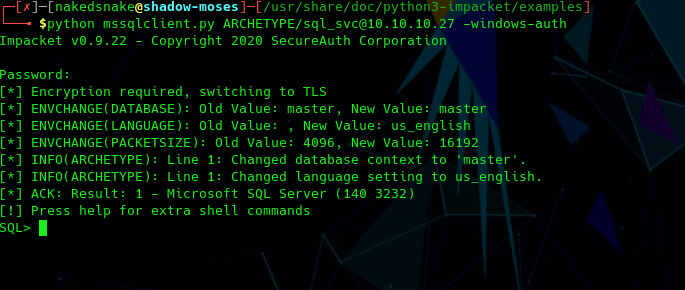 ┌─[✗]─[nakedsnake@shadow-moses]─[/usr/share/doc/python3-impacket/examples]
└──╼ $python mssqlclient.py ARCHETYPE/sql_svc@10.10.10.27 -windows-auth
Impacket v0.9.22 - Copyright 2020 SecureAuth Corporation
Password:
[*] Encryption required, switching to TLS
[*] ENVCHANGE(DATABASE): Old Value: master, New Value: master
[*] ENVCHANGE(LANGUAGE): Old Value: , New Value: us_english
[*] ENVCHANGE(PACKETSIZE): Old Value: 4096, New Value: 16192
[*] INFO(ARCHETYPE): Line 1: Changed database context to 'master'.
[*] INFO(ARCHETYPE): Line 1: Changed language setting to us_english.
[*] ACK: Result: 1 - Microsoft SQL Server (140 3232)
[!] Press help for extra shell commands
SQL>